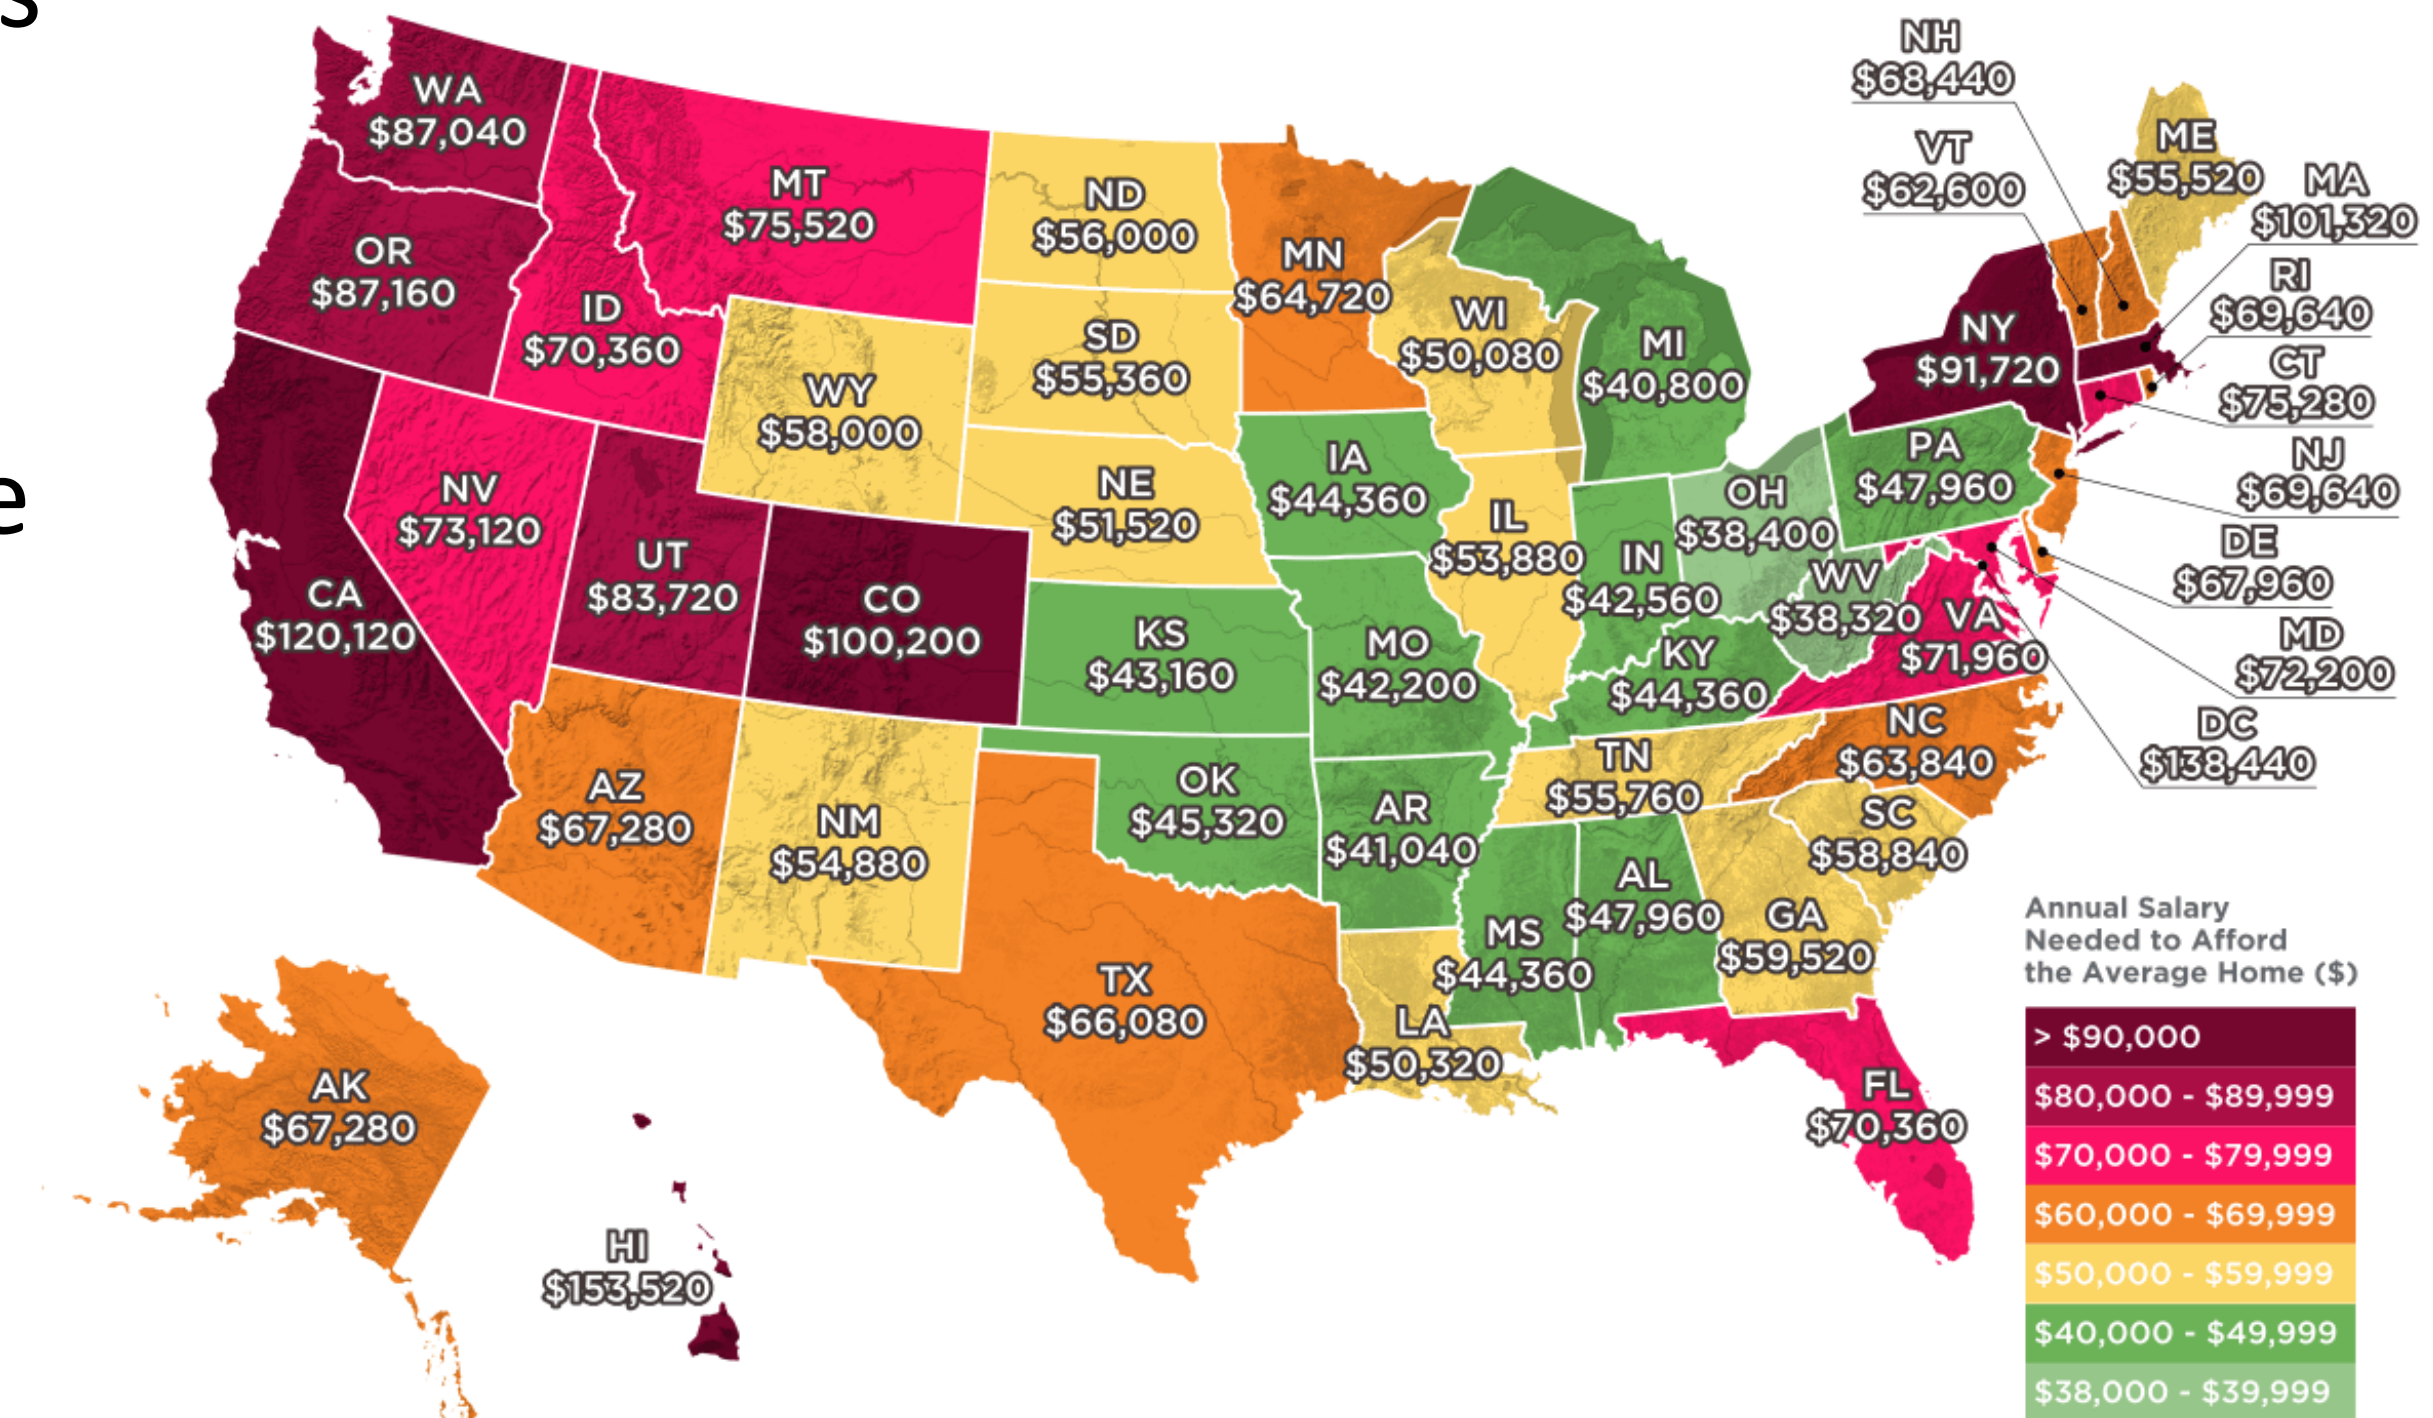 s
e
WA
$87,040
OR
$87,160
CA
$120,120
ID
$70,360
NV
$73,120
MT
$75,520
WY
$58,000
UT
$83,720
CO
$100,200
AZ
$67,280
NM
$54,880
ND
$56,000
SD
$55,360
NE
$51,520
KS
$43,160
OK
$45,320
TX
$66,080
MN
$64,720
IA
$44,360
MO
$42,200
AR
$41,040
LA
$50,320
WI
$50,080
IL
$53,880
MI
$40,800
IN
$42,560
OH
$38,400
KY
$44,360
TN
$55,760
MS
$44,360
AL
$47,960
GA
$59,520
FL
$70,360
SC
$58,840
NC
$63,840
WV
$38,320
VA
$71,960
PA
$47,960
NY
$91,720
NH
$68,440
VT
$62,600
ME
$55,520
MA
$101,320
RI
$69,640
CT
$75,280
NJ
$69,640
DE
$67,960
MD
$72,200
DC
$138,440
AK
$67,280
HI
$153,520
Annual Salary
Needed to Afford
the Average Home ($)
> $90,000
$80,000 - $89,999
$70,000 - $79,999
$60,000 - $69,999
$50,000 - $59,999
$40,000 - $49,999
$38,000 - $39,999